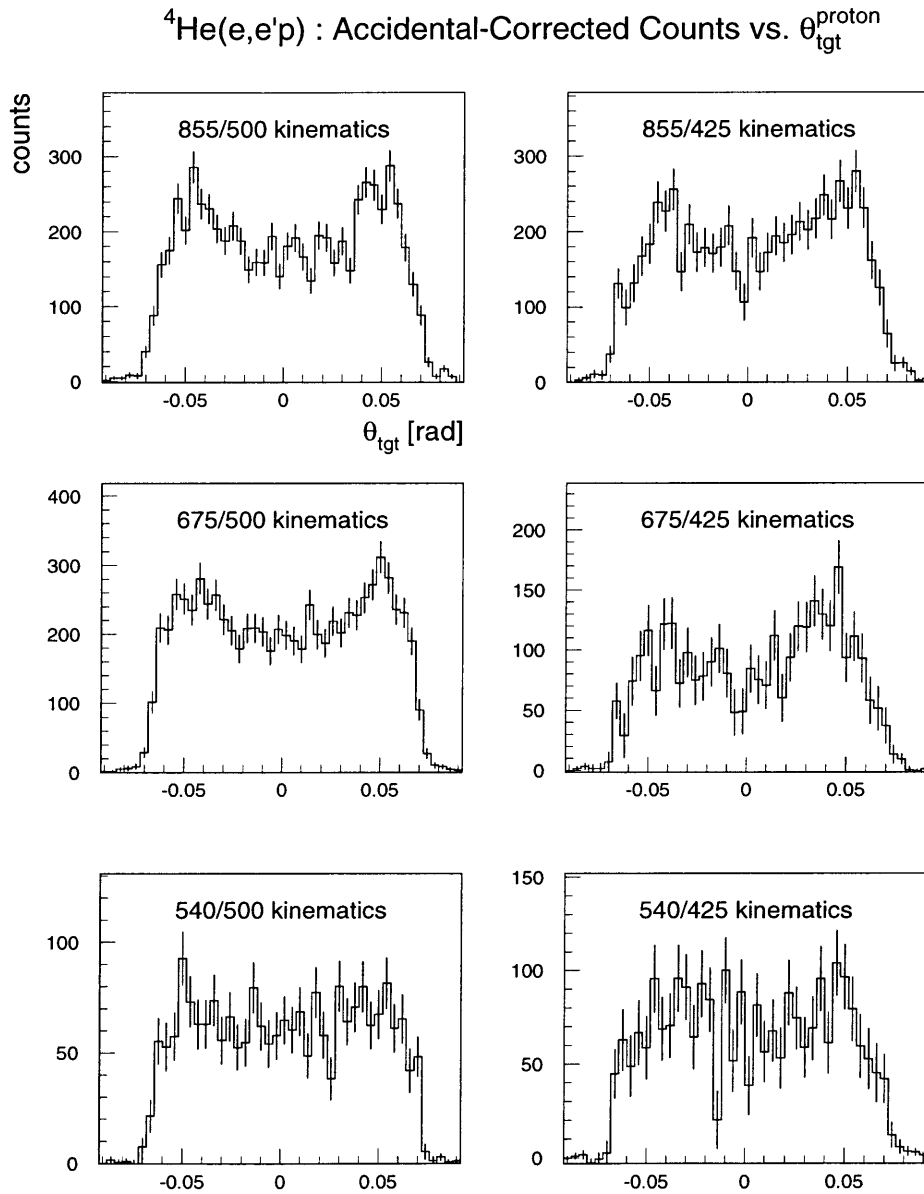 ⁴He(e,e'p) : Accidental-Corrected Counts vs. θ_tgt^proton
counts
855/500 kinematics
300
200
100
0
-0.05 0 0.05
θ_tgt [rad]
855/425 kinematics
300
200
100
0
-0.05 0 0.05
675/500 kinematics
400
300
200
100
0
-0.05 0 0.05
675/425 kinematics
200
150
100
50
0
-0.05 0 0.05
540/500 kinematics
100
50
0
-0.05 0 0.05
540/425 kinematics
150
100
50
0
-0.05 0 0.05